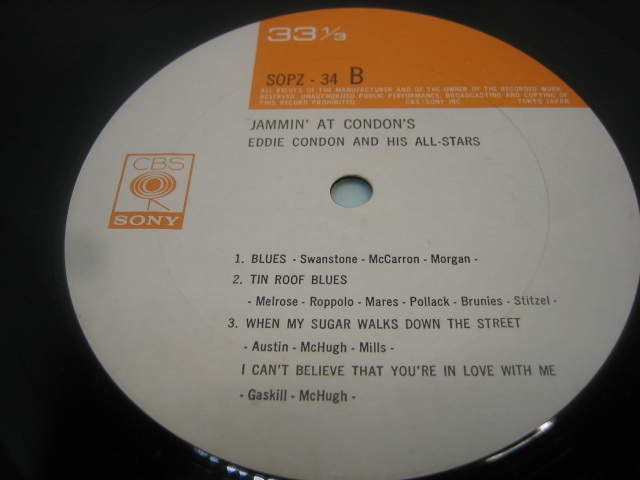 33 1/3
SOPZ - 34 B
ALL RIGHTS OF THE MANUFACTURER AND OF THE OWNER OF THE RECORDED WORK
RESERVED. UNAUTHORIZED PUBLIC PERFORMANCE, BROADCASTING AND COPYING OF
THIS RECORD PROHIBITED CBS/SONY INC. TOKYO JAPAN
JAMMIN' AT CONDON'S
EDDIE CONDON AND HIS ALL-STARS
CBS
SONY
1. BLUES - Swanstone - McCarron - Morgan -
2. TIN ROOF BLUES
- Melrose - Roppolo - Mares - Pollack - Brunies - Stitzel -
3. WHEN MY SUGAR WALKS DOWN THE STREET
- Austin - McHugh - Mills -
I CAN'T BELIEVE THAT YOU'RE IN LOVE WITH ME
- Gaskill - McHugh -